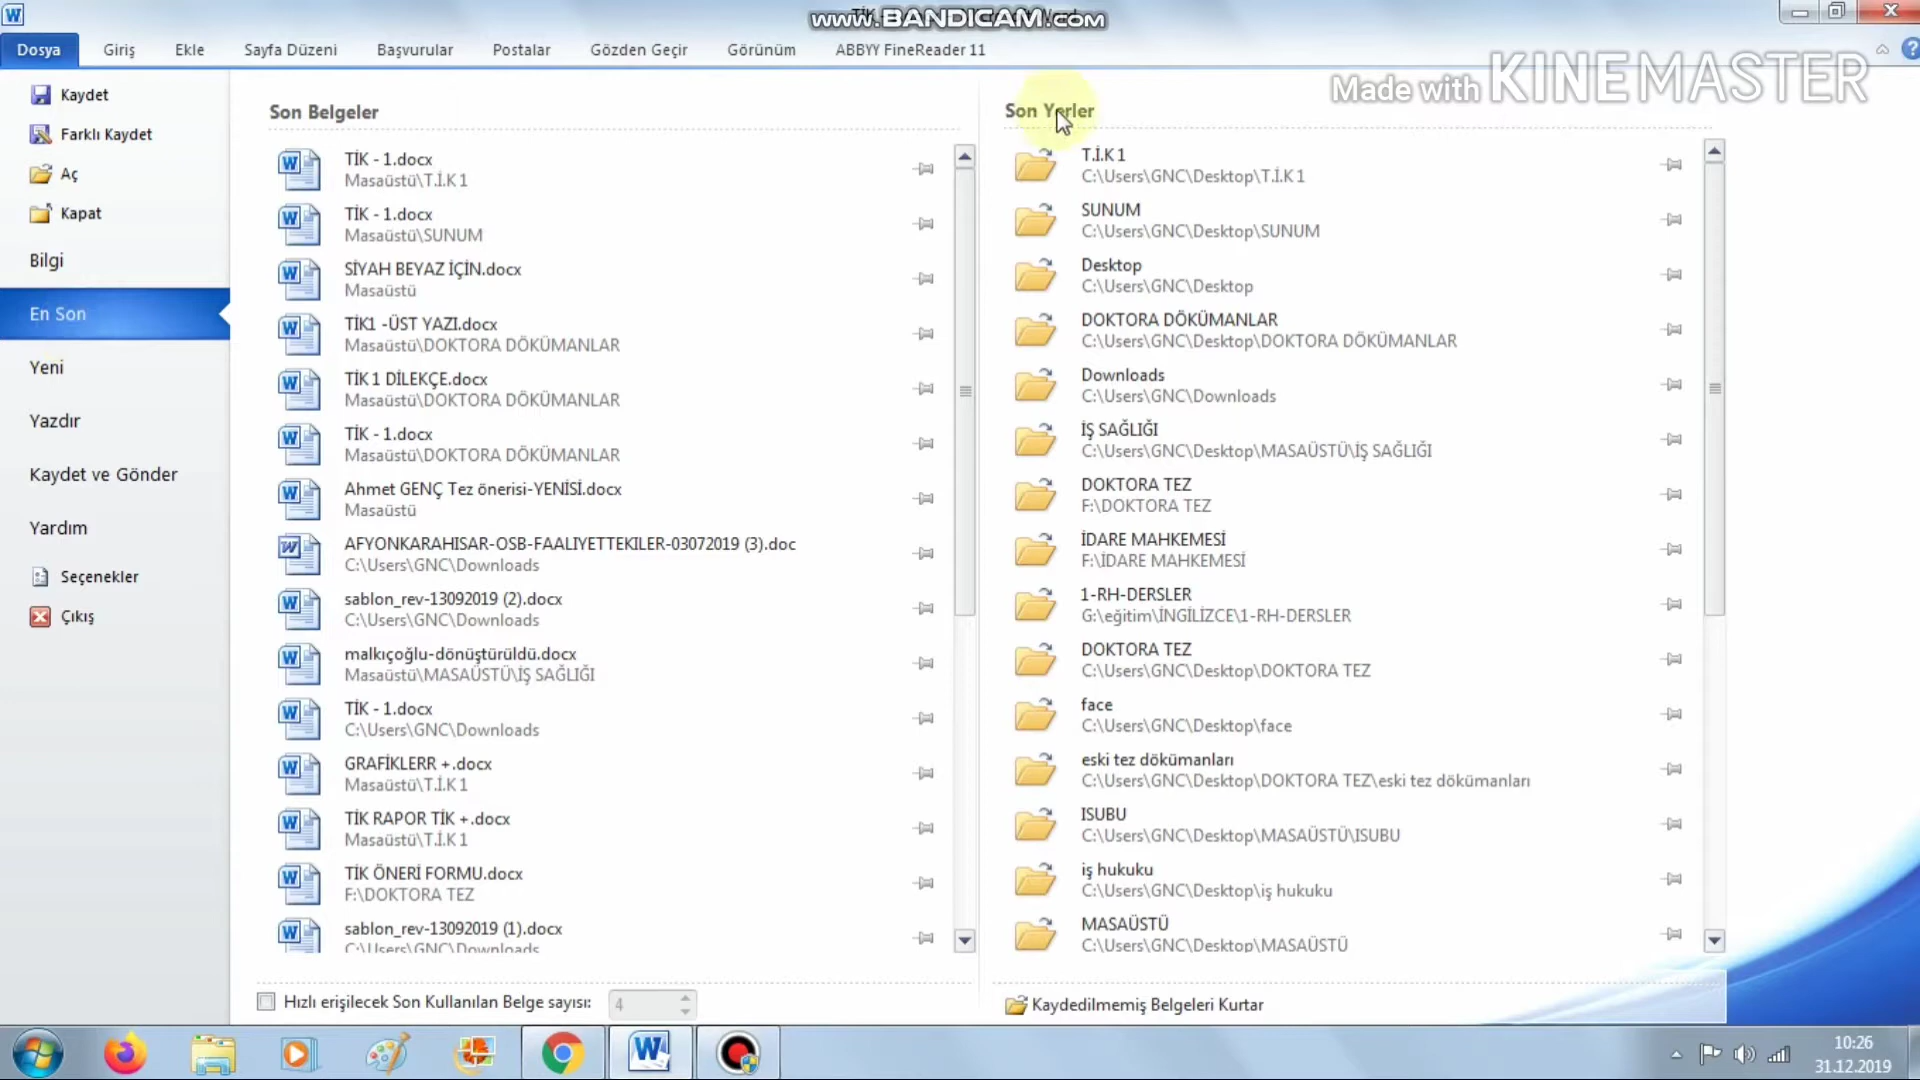 www.BANDICAM.com
Dosya
Giriş
Ekle
Sayfa Düzeni
Başvurular
Postalar
Gözden Geçir
Görünüm
ABBYY FineReader 11
Made with KINEMASTER
Kaydet
Farklı Kaydet
Aç
Kapat
Bilgi
En Son
Yeni
Yazdır
Kaydet ve Gönder
Yardım
Seçenekler
Çıkış
Son Belgeler
TİK - 1.docx
Masaüstü\T.İ.K 1
TİK - 1.docx
Masaüstü\SUNUM
SİYAH BEYAZ İÇİN.docx
Masaüstü
TİK1 -ÜST YAZI.docx
Masaüstü\DOKTORA DÖKÜMANLAR
TİK 1 DİLEKÇE.docx
Masaüstü\DOKTORA DÖKÜMANLAR
TİK - 1.docx
Masaüstü\DOKTORA DÖKÜMANLAR
Ahmet GENÇ Tez önerisi-YENİSİ.docx
Masaüstü
AFYONKARAHISAR-OSB-FAALIYETTEKILER-03072019 (3).doc
C:\Users\GNC\Downloads
sablon_rev-13092019 (2).docx
C:\Users\GNC\Downloads
malkıçoğlu-dönüştürüldü.docx
Masaüstü\MASAÜSTÜ\İŞ SAĞLIĞI
TİK - 1.docx
C:\Users\GNC\Downloads
GRAFİKLERR +.docx
Masaüstü\T.İ.K 1
TİK RAPOR TİK +.docx
Masaüstü\T.İ.K 1
TİK ÖNERİ FORMU.docx
F:\DOKTORA TEZ
sablon_rev-13092019 (1).docx
C:\Users\GNC\Downloads
Hızlı erişilecek Son Kullanılan Belge sayısı:
4
Son Yerler
T.İ.K 1
C:\Users\GNC\Desktop\T.İ.K 1
SUNUM
C:\Users\GNC\Desktop\SUNUM
Desktop
C:\Users\GNC\Desktop
DOKTORA DÖKÜMANLAR
C:\Users\GNC\Desktop\DOKTORA DÖKÜMANLAR
Downloads
C:\Users\GNC\Downloads
İŞ SAĞLIĞI
C:\Users\GNC\Desktop\MASAÜSTÜ\İŞ SAĞLIĞI
DOKTORA TEZ
F:\DOKTORA TEZ
İDARE MAHKEMESİ
F:\İDARE MAHKEMESİ
1-RH-DERSLER
G:\eğitim\İNGİLİZCE\1-RH-DERSLER
DOKTORA TEZ
C:\Users\GNC\Desktop\DOKTORA TEZ
face
C:\Users\GNC\Desktop\face
eski tez dökümanları
C:\Users\GNC\Desktop\DOKTORA TEZ\eski tez dökümanları
ISUBU
C:\Users\GNC\Desktop\MASAÜSTÜ\ISUBU
iş hukuku
C:\Users\GNC\Desktop\iş hukuku
MASAÜSTÜ
C:\Users\GNC\Desktop\MASAÜSTÜ
Kaydedilmemiş Belgeleri Kurtar
10:26
31.12.2019